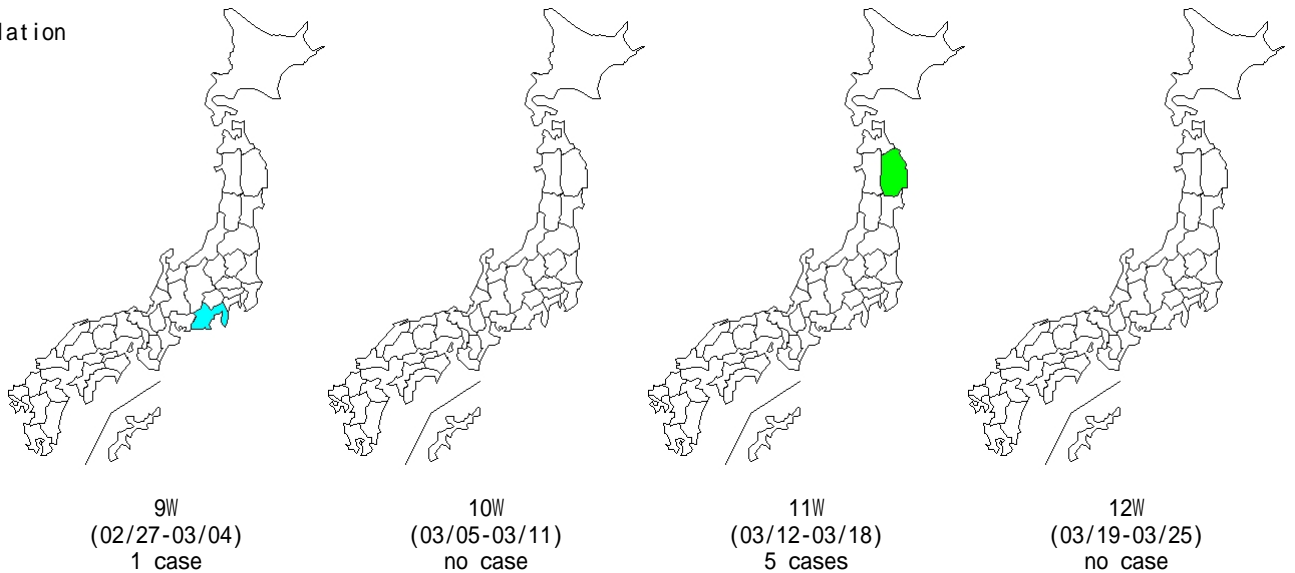 lation
9W
(02/27-03/04)
1 case
10W
(03/05-03/11)
no case
11W
(03/12-03/18)
5 cases
12W
(03/19-03/25)
no case